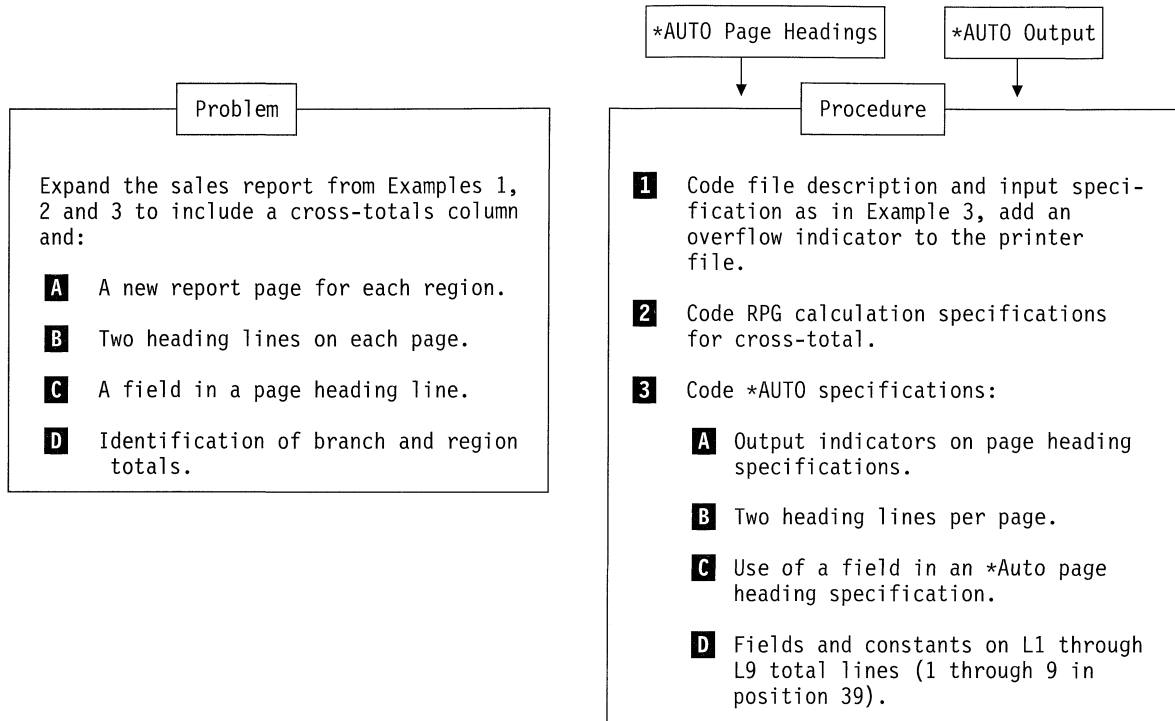 *AUTO Page Headings
*AUTO Output
Problem
Expand the sales report from Examples 1,
2 and 3 to include a cross-totals column
and:
A A new report page for each region.
B Two heading lines on each page.
C A field in a page heading line.
D Identification of branch and region
totals.
Procedure
1 Code file description and input speci-
fication as in Example 3, add an
overflow indicator to the printer
file.
2 Code RPG calculation specifications
for cross-total.
3 Code *AUTO specifications:
A Output indicators on page heading
specifications.
B Two heading lines per page.
C Use of a field in an *Auto page
heading specification.
D Fields and constants on L1 through
L9 total lines (1 through 9 in
position 39).